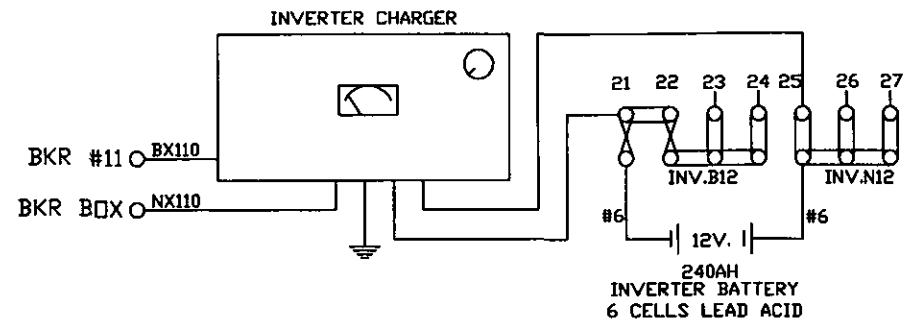 INVERTER CHARGER
21 22 23 24 25 26 27
BKR #11 BX110
INV.B12 INV.N12
BKR BOX NX110
#6 #6
12V.
240AH
INVERTER BATTERY
6 CELLS LEAD ACID